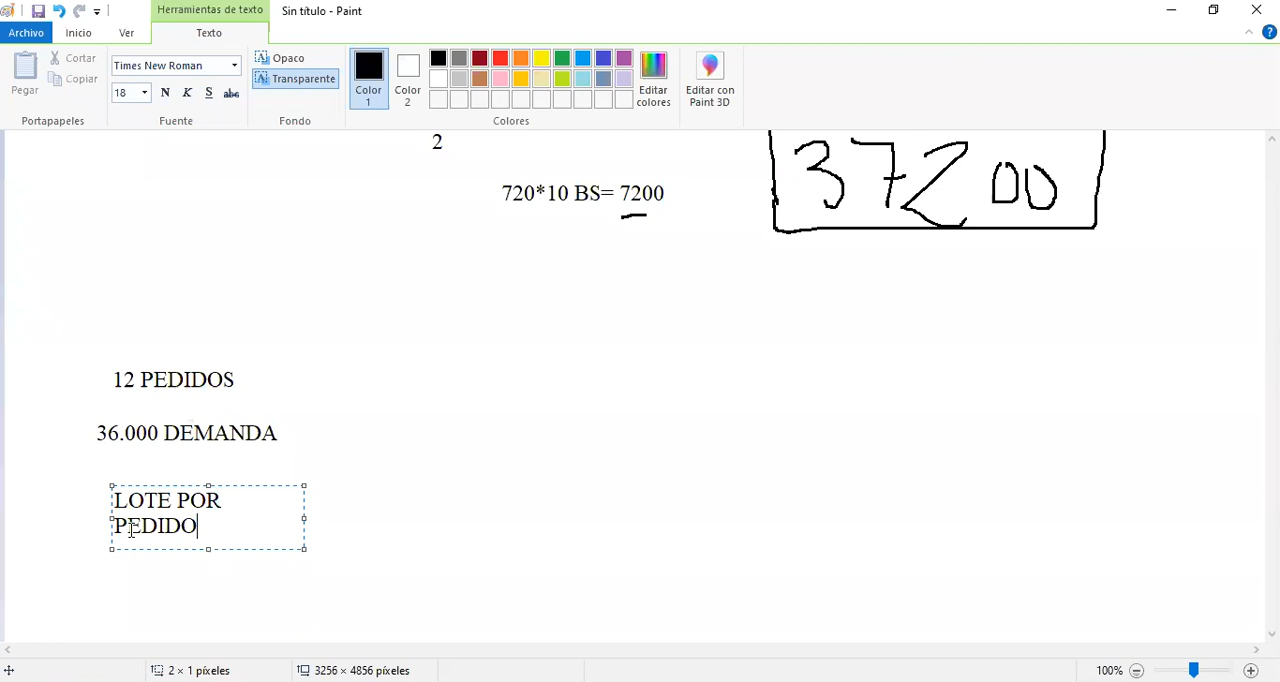 Herramientas de texto
Sin título - Paint
Archivo Inicio Ver Texto
Pegar
Cortar
Copiar
Portapapeles
Times New Roman
18 N K S abc
Fuente
Opaco
Transparente
Fondo
Color 1
Color 2
Editar colores
Colores
Editar con Paint 3D
2
720*10 BS= 7200
37200
12 PEDIDOS
36.000 DEMANDA
LOTE POR
PEDIDO
2 × 1 píxeles
3256 × 4856 píxeles
100%